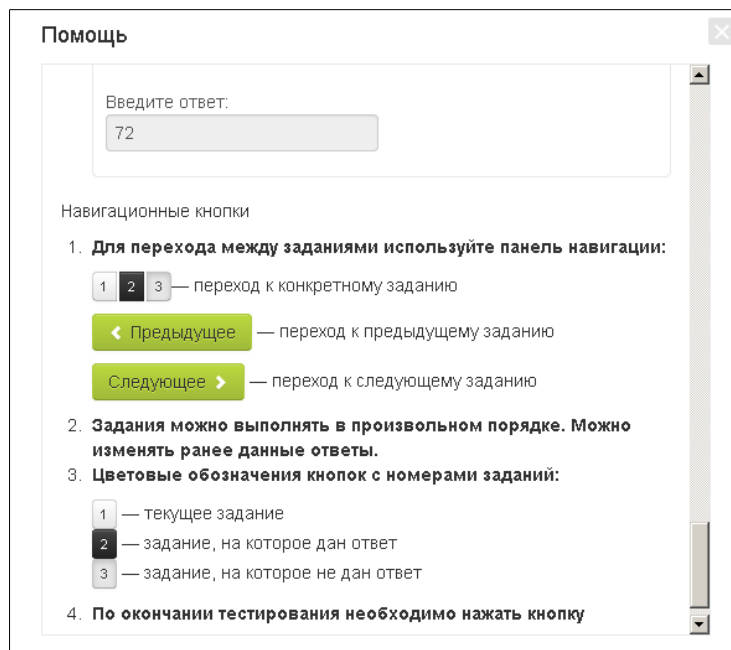 Помощь
Введите ответ:
72
Навигационные кнопки
1. Для перехода между заданиями используйте панель навигации:
1 2 3 — переход к конкретному заданию
Предыдущее — переход к предыдущему заданию
Следующее — переход к следующему заданию
2. Задания можно выполнять в произвольном порядке. Можно
изменять ранее данные ответы.
3. Цветовые обозначения кнопок с номерами заданий:
1 — текущее задание
2 — задание, на которое дан ответ
3 — задание, на которое не дан ответ
4. По окончании тестирования необходимо нажать кнопку